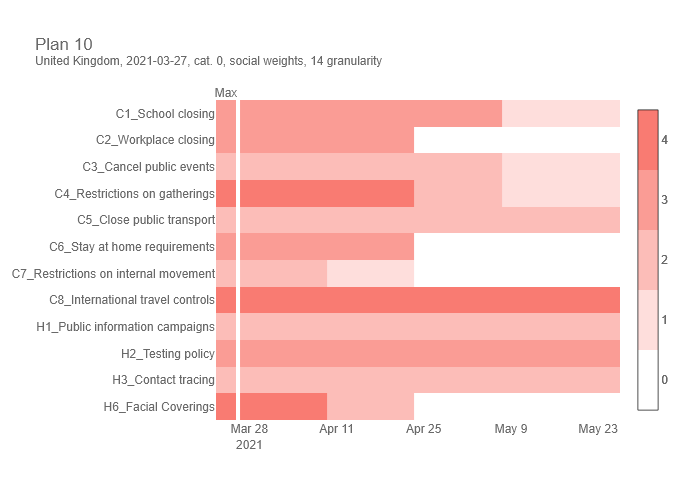 Plan 10
United Kingdom, 2021-03-27, cat. 0, social weights, 14 granularity
Max
C1_School closing
C2_Workplace closing
C3_Cancel public events
C4_Restrictions on gatherings
C5_Close public transport
C6_Stay at home requirements
C7_Restrictions on internal movement
C8_International travel controls
H1_Public information campaigns
H2_Testing policy
H3_Contact tracing
H6_Facial Coverings
Mar 28 Apr 11 Apr 25 May 9 May 23
2021
4
3
2
1
0